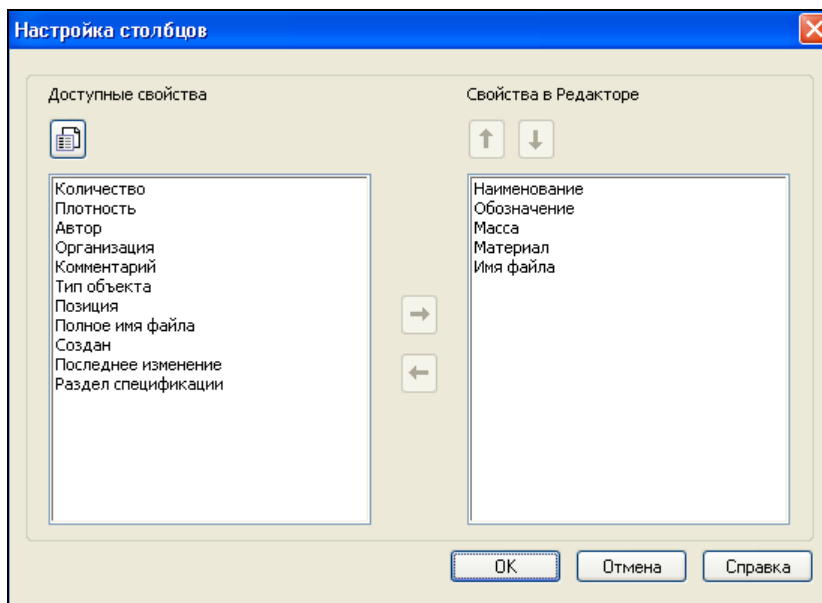 Настройка столбцов
Доступные свойства
Свойства в Редакторе
Количество
Плотность
Автор
Организация
Комментарий
Тип объекта
Позиция
Полное имя файла
Создан
Последнее изменение
Раздел спецификации
Наименование
Обозначение
Масса
Материал
Имя файла
OK
Отмена
Справка